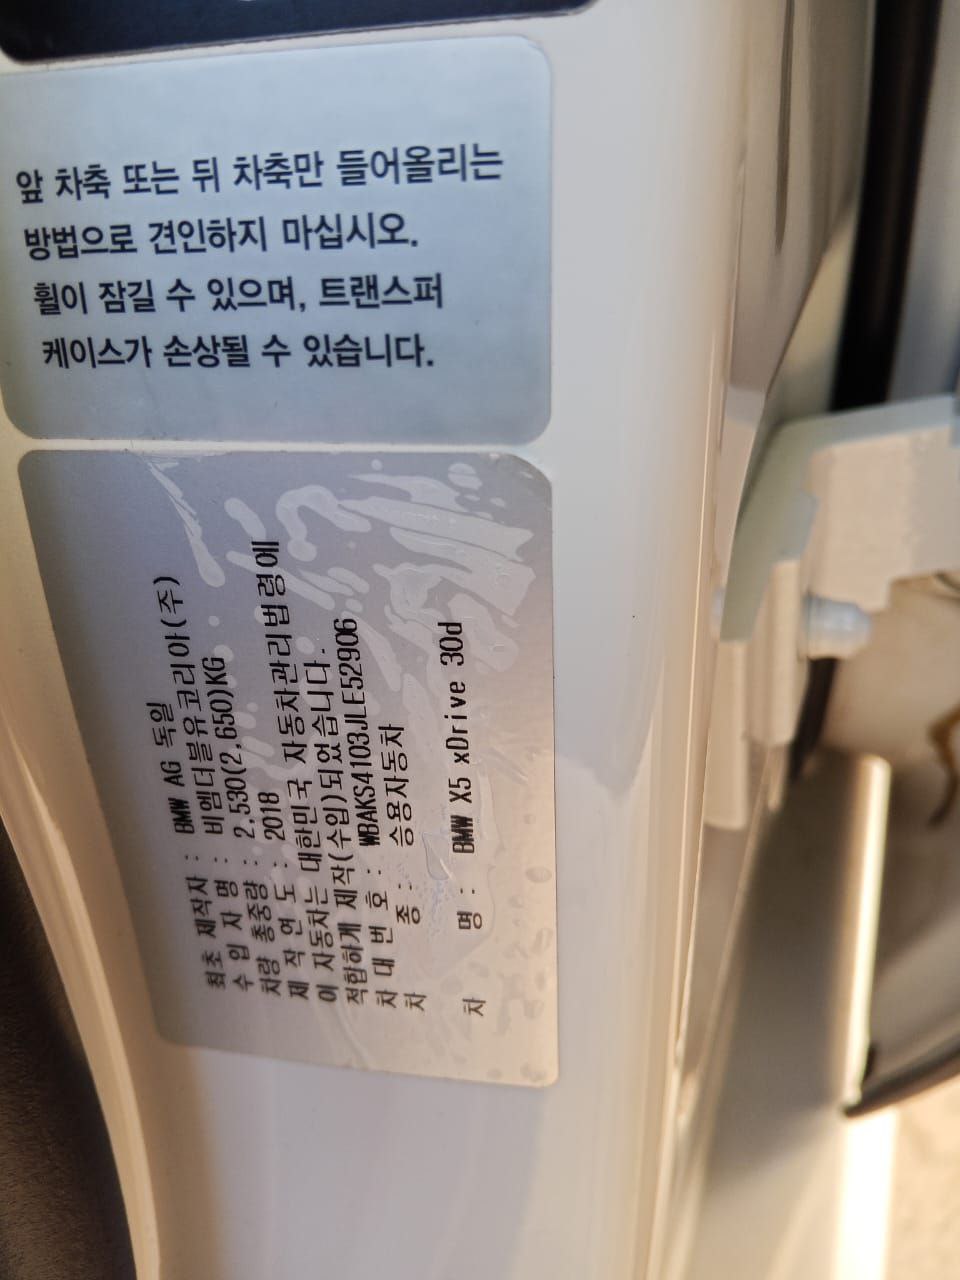 앞 차축 또는 뒤 차축만 들어올리는
방법으로 견인하지 마십시오.
휠이 잠길 수 있으며, 트랜스퍼
케이스가 손상될 수 있습니다.
최초 제작자 : BMW AG 독일
수 입 자 명 : 비엠더블유코리아(주)
차량 총중량 : 2,530(2,650)KG
제 작 연 도 : 2018
이 자동차는 대한민국 자동차관리법령에
적합하게 제작(수입)되었습니다.
차 대 번 호 : WBAKS4103JLE52906
차 종 : 승용자동차
차 명 : BMW X5 xDrive 30d